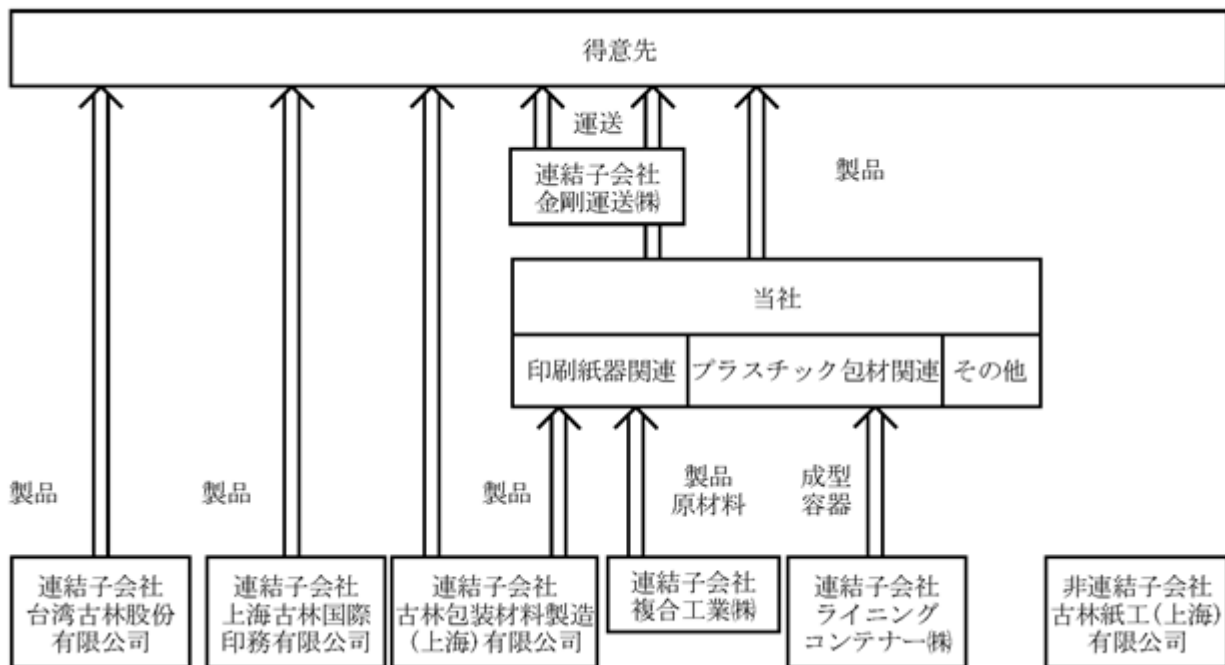 得意先
運送
連結子会社
金剛運送㈱
製品
当社
印刷紙器関連
プラスチック包材関連
その他
製品
製品
製品
製品
原材料
成型
容器
連結子会社
台湾古林股份
有限公司
連結子会社
上海古林国際
印務有限公司
連結子会社
古林包装材料製造
(上海)有限公司
連結子会社
複合工業㈱
連結子会社
ライニング
コンテナー㈱
非連結子会社
古林紙工(上海)
有限公司